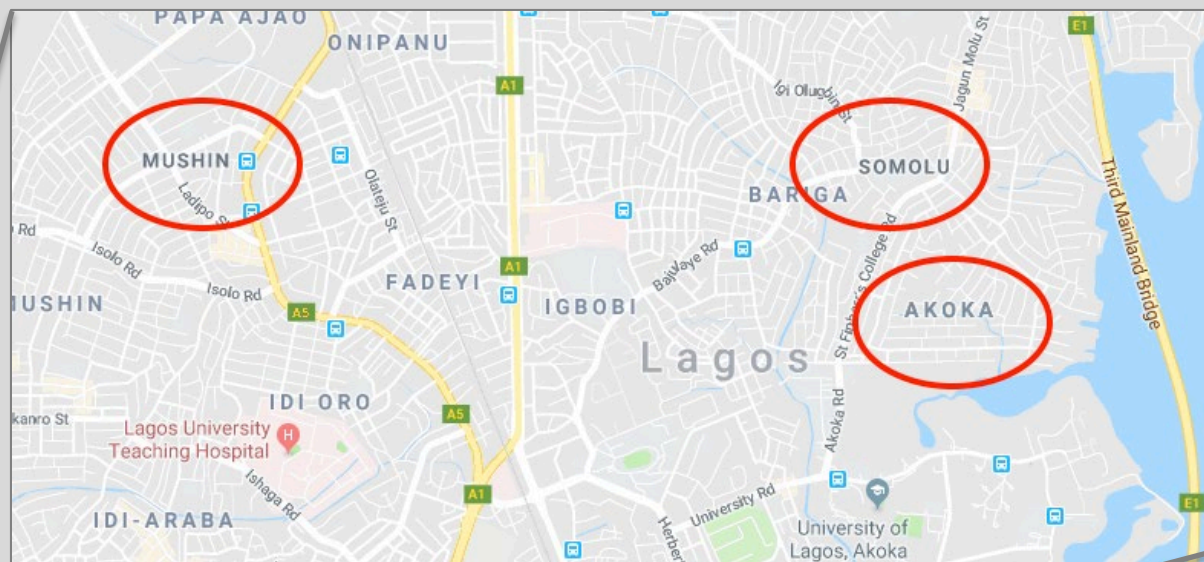 PAPA AJAO
ONIPANU
E1
A1
Igi Olugbin St
Jagun Molu St
MUSHIN
SOMOLU
Third Mainland Bridge
Olateju St
Ladipo St
BARIGA
Rd
Isolo Rd
Isolo Rd
Bajulaye Rd
St Finbarr's College Rd
A1
FADEYI
IGBOBI
AKOKA
MUSHIN
A5
Lagos
IDI ORO
A5
kanro St
Lagos University
Teaching Hospital
H
Akoka Rd
Ishaga Rd
A1
University Rd
E1
IDI-ARABA
Herber
University of
Lagos, Akoka